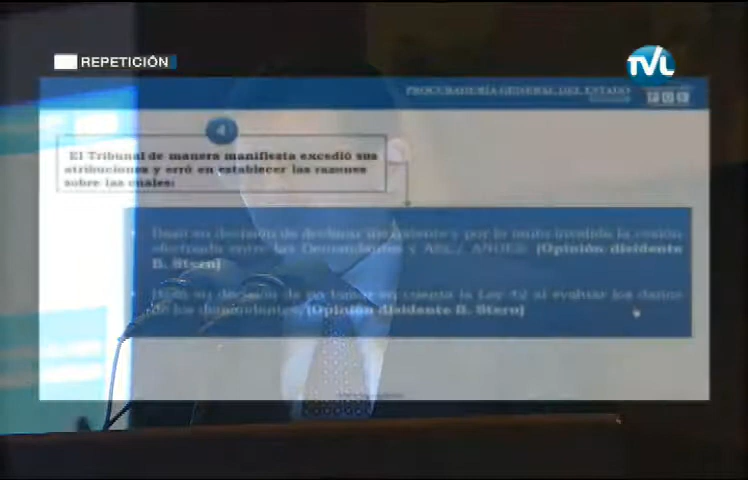 REPETICIÓN
TVL
PROCURADURÍA GENERAL DEL ESTADO
4
El Tribunal de manera manifiesta excedió sus
atribuciones y erró en establecer las razones
sobre las cuales:
Basó su decisión de declarar inexistente y por lo tanto inválida la cesión
efectuada entre las Demandantes y AEC / ANDES. (Opinión disidente
B. Stern)
Basó su decisión de no tomar en cuenta la Ley 42 al evaluar los daños
de los demandantes. (Opinión disidente B. Stern)